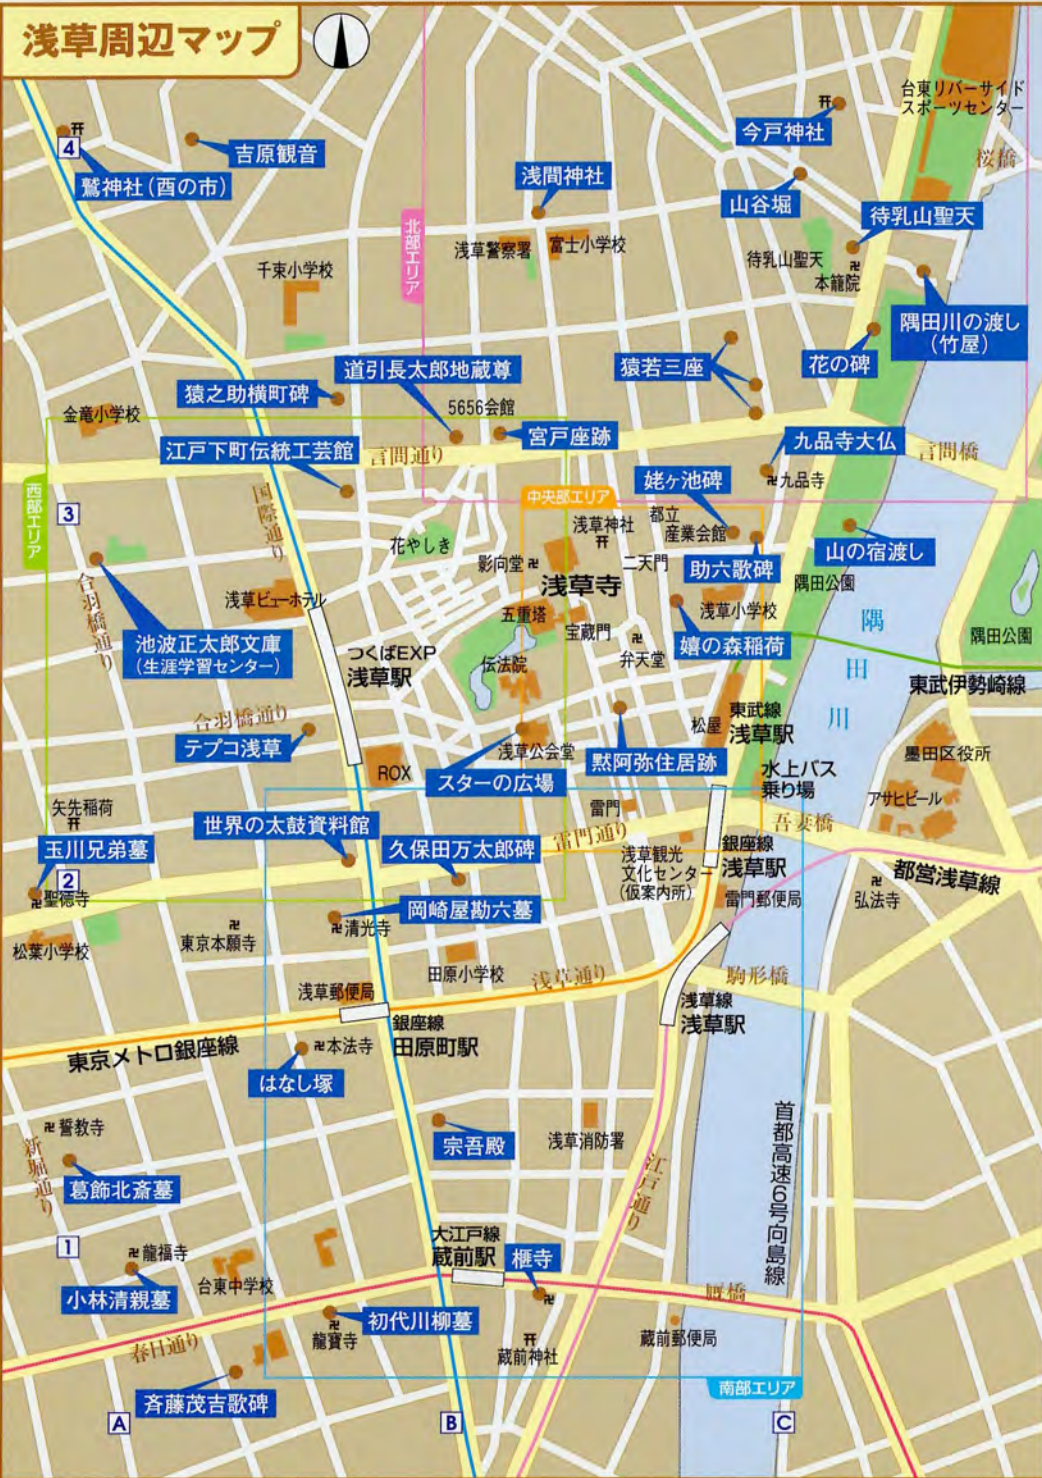 浅草周辺マップ
台東リバーサイド
スポーツセンター
今戸神社
桜橋
4
吉原観音
鷲神社(酉の市)
浅間神社
山谷堀
待乳山聖天
北部エリア
浅草警察署
富士小学校
待乳山聖天
本龍院
千束小学校
隅田川の渡し
(竹屋)
花の碑
猿若三座
道引長太郎地蔵尊
猿之助横町碑
5656会館
金竜小学校
宮戸座跡
九品寺大仏
江戸下町伝統工芸館
言問通り
言問橋
姥ヶ池碑
九品寺
西部エリア
国際通り
中央部エリア
3
浅草神社
都立
産業会館
山の宿渡し
花やしき
影向堂
二天門
助六歌碑
浅草寺
隅田公園
合羽橋通り
浅草ビューホテル
五重塔
浅草小学校
宝蔵門
隅田川
隅田公園
池波正太郎文庫
(生涯学習センター)
つくばEXP
浅草駅
伝法院
弁天堂
嬉の森稲荷
東武伊勢崎線
合羽橋通り
東武線
浅草駅
松屋
テプコ浅草
浅草公会堂
黙阿弥住居跡
墨田区役所
ROX
スターの広場
水上バス
乗り場
アサヒビール
矢先稲荷
雷門
世界の太鼓資料館
雷門通り
吾妻橋
玉川兄弟墓
久保田万太郎碑
浅草観光
文化センター
(仮案内所)
銀座線
浅草駅
都営浅草線
2
聖徳寺
岡崎屋勘六墓
雷門郵便局
弘法寺
清光寺
松葉小学校
東京本願寺
田原小学校
浅草通り
駒形橋
浅草郵便局
浅草線
浅草駅
銀座線
田原町駅
東京メトロ銀座線
本法寺
はなし塚
首都高速6号向島線
誓教寺
宗吾殿
浅草消防署
新堀通り
江戸通り
葛飾北斎墓
大江戸線
蔵前駅
1
龍福寺
榧寺
台東中学校
小林清親墓
厩橋
初代川柳墓
春日通り
龍寶寺
蔵前神社
蔵前郵便局
斉藤茂吉歌碑
南部エリア
A
B
C